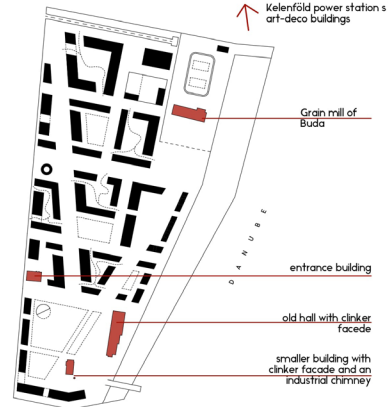 Kelenföld power station s
art-deco buildings
Grain mill of
Buda
D A N U B E
entrance building
old hall with clinker
facede
smaller building with
clinker facade and an
industrial chimney